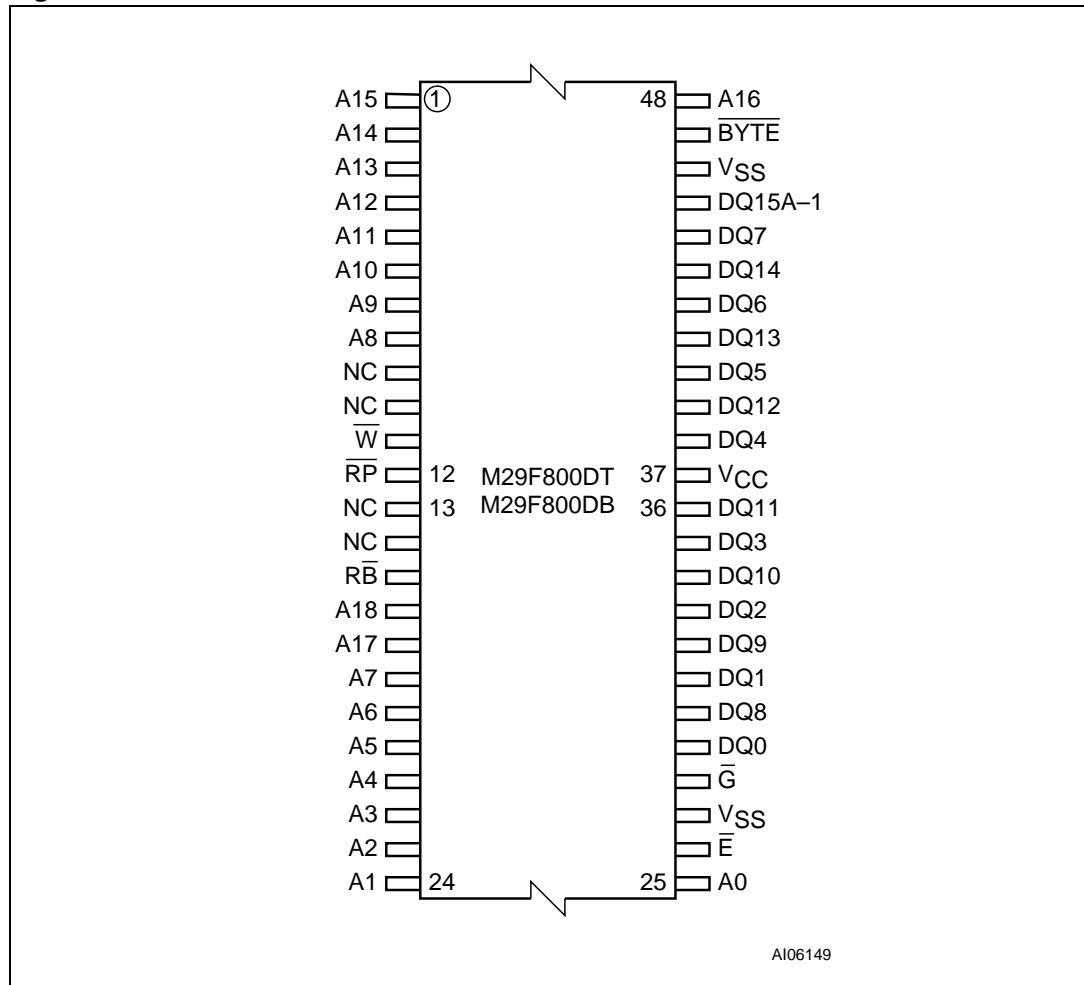 A15 ① 48 A16
A14 B̅Y̅T̅E̅
A13 VSS
A12 DQ15A–1
A11 DQ7
A10 DQ14
A9 DQ6
A8 DQ13
NC DQ5
NC DQ12
W̅ DQ4
R̅P̅ 12 M29F800DT 37 VCC
NC 13 M29F800DB 36 DQ11
NC DQ3
RB̅ DQ10
A18 DQ2
A17 DQ9
A7 DQ1
A6 DQ8
A5 DQ0
A4 G̅
A3 VSS
A2 E̅
A1 24 25 A0
AI06149